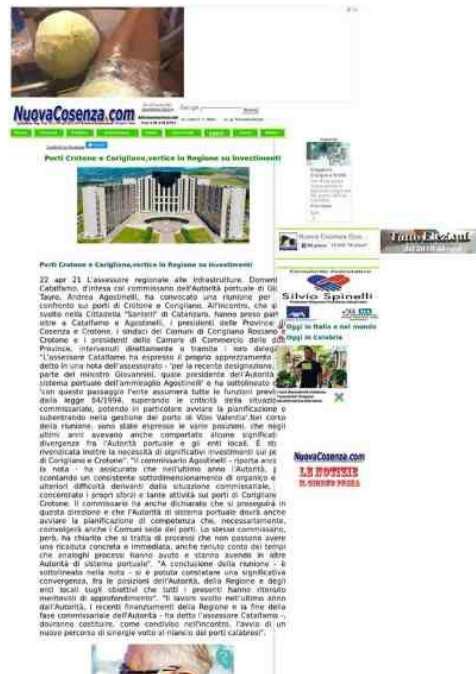 NuovaCosenza.com
Porti Crotone e Corigliano,vertice in Regione su investimenti
Porti Crotone e Corigliano,vertice in Regione su investimenti
22 apr 21 L'assessore regionale alle Infrastrutture, Domeni
Catalfamo, d'intesa col commissario dell'Autorità portuale di Gio
Tauro, Andrea Agostinelli, ha convocato una riunione per
confronto sui porti di Crotone e Corigliano. All'incontro, che si
svolto nella Cittadella "Santelli" di Catanzaro, hanno preso part
oltre a Catalfamo e Agostinelli, i presidenti delle Province di
Cosenza e Crotone, i sindaci dei Comuni di Corigliano Rossano
Crotone e i presidenti delle Camere di Commercio delle du
Province, intervenuti direttamente o tramite i loro delega
"L'assessore Catalfamo ha espresso il proprio apprezzamento -
detto in una nota dell'assessorato - 'per la recente designazione,
parte del ministro Giovannini, quale presidente dell'Autorità
sistema portuale dell'ammiraglio Agostinelli' e ha sottolineato c
'con questo passaggio l'ente assumerà tutte le funzioni previ
dalla legge 84/1994, superando le criticità della situazio
commissariale, potendo in particolare avviare la pianificazione o
subentrando nella gestione del porto di Vibo Valentia'.Nel corso
della riunione, sono state espresse le varie posizioni, che negli
ultimi anni avevano anche comportato alcune significati
divergenze fra l'Autorità portuale e gli enti locali. È sta
rivendicata inoltre la necessità di significativi investimenti sui po
di Corigliano e Crotone". "Il commissario Agostinelli - riporta anco
la nota - ha assicurato che nell'ultimo anno l'Autorità, p
scontando un consistente sottodimensionamento di organico e
ulteriori difficoltà derivanti dalla situazione commissariale,
concentrato i propri sforzi e tante attività sui porti di Corigliano
Crotone. Il commissario ha anche dichiarato che si proseguirà in
questa direzione e che l'Autorità di sistema portuale dovrà anche
avviare la pianificazione di competenza che, necessariamente,
coinvolgerà anche i Comuni sede dei porti. Lo stesso commissario,
però, ha chiarito che si tratta di processi che non possono avere
una ricaduta concreta e immediata, anche tenuto conto dei tempi
che analoghi processi hanno avuto e stanno avendo in altre
Autorità di sistema portuale". "A conclusione della riunione - è
sottolineato nella nota - si è potuta constatare una significativa
convergenza, fra le posizioni dell'Autorità, della Regione e degli
enti locali sugli obiettivi che tutti i presenti hanno ritenuto
meritevoli di approfondimento". "Il lavoro svolto nell'ultimo anno
dall'Autorità, i recenti finanziamenti della Regione e la fine della
fase commissariale dell'Autorità - ha detto l'assessore Catalfamo -,
dovranno costituire, come condiviso nell'incontro, l'avvio di un
nuovo percorso di sinergie volto al rilancio dei porti calabresi".
Silvio Spinelli
Oggi in Italia e nel mondo
Oggi in Calabria
NuovaCosenza.com
LE NOTIZIE
IL GIORNO PRIMA